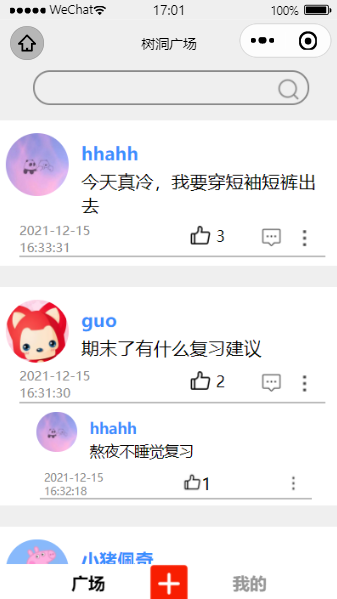 WeChat 17:01 100%
树洞广场
hhahh
今天真冷，我要穿短袖短裤出
去
2021-12-15
16:33:31
3
guo
期末了有什么复习建议
2021-12-15
16:31:30
2
hhahh
熬夜不睡觉复习
2021-12-15
16:32:18
1
小猪佩奇
广场 我的